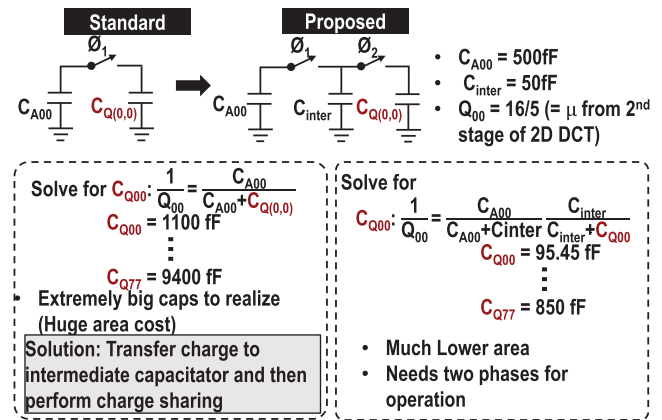 Standard
Proposed
Ø1
Ø1
Ø2
CA00
CQ(0,0)
CA00
Cinter
CQ(0,0)
• CA00 = 500fF
• Cinter = 50fF
• Q00 = 16/5 (= μ from 2nd
stage of 2D DCT)
Solve for CQ00: 1/Q00 = CA00/(CA00+CQ(0,0))
CQ00 = 1100 fF
⋮
CQ77 = 9400 fF
• Extremely big caps to realize
(Huge area cost)
Solution: Transfer charge to
intermediate capacitator and then
perform charge sharing
Solve for
CQ00: 1/Q00 = CA00/(CA00+Cinter) Cinter/(Cinter+CQ00)
CQ00 = 95.45 fF
⋮
CQ77 = 850 fF
• Much Lower area
• Needs two phases for
operation